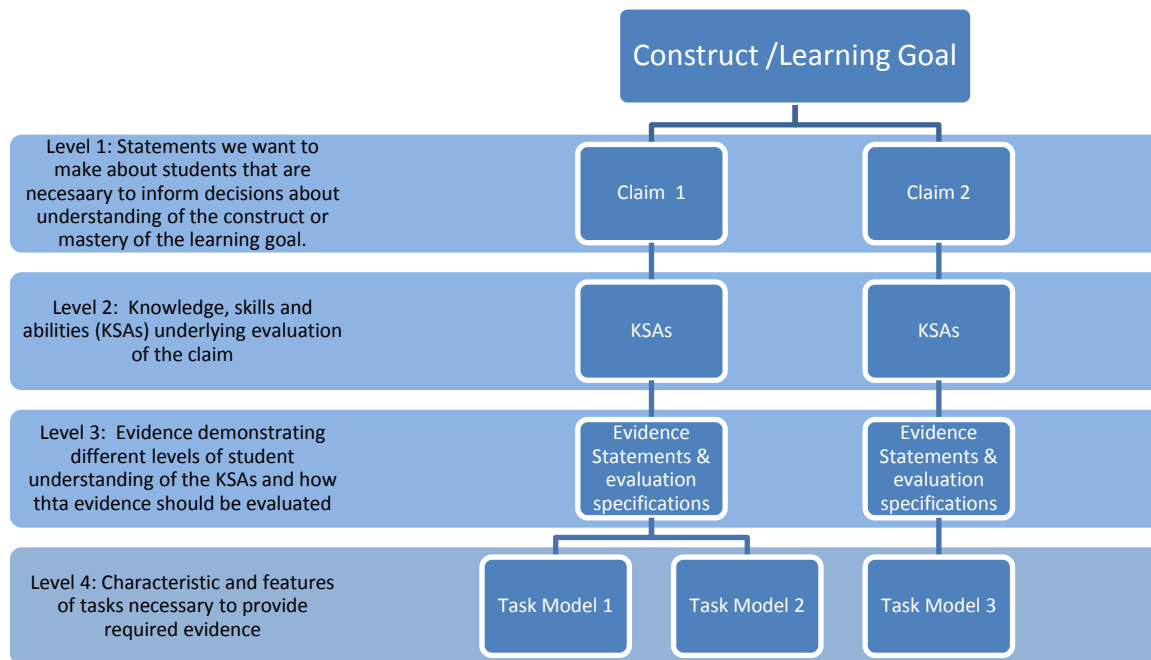 Construct /Learning Goal
Level 1: Statements we want to
make about students that are
necesaary to inform decisions about
understanding of the construct or
mastery of the learning goal.
Claim 1
Claim 2
Level 2: Knowledge, skills and
abilities (KSAs) underlying evaluation
of the claim
KSAs
KSAs
Level 3: Evidence demonstrating
different levels of student
understanding of the KSAs and how
thta evidence should be evaluated
Evidence
Statements &
evaluation
specifications
Evidence
Statements &
evaluation
specifications
Level 4: Characteristic and features
of tasks necessary to provide
required evidence
Task Model 1
Task Model 2
Task Model 3